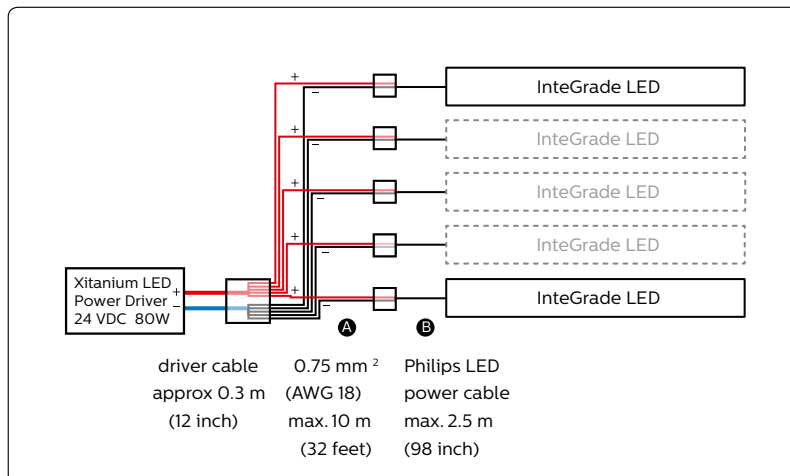 +
InteGrade LED
–
+
InteGrade LED
–
+
InteGrade LED
–
+
InteGrade LED
–
Xitanium LED
Power Driver +
24 VDC 80W –
+
InteGrade LED
–
A B
driver cable
approx 0.3 m
(12 inch)
0.75 mm ²
(AWG 18)
max. 10 m
(32 feet)
Philips LED
power cable
max. 2.5 m
(98 inch)